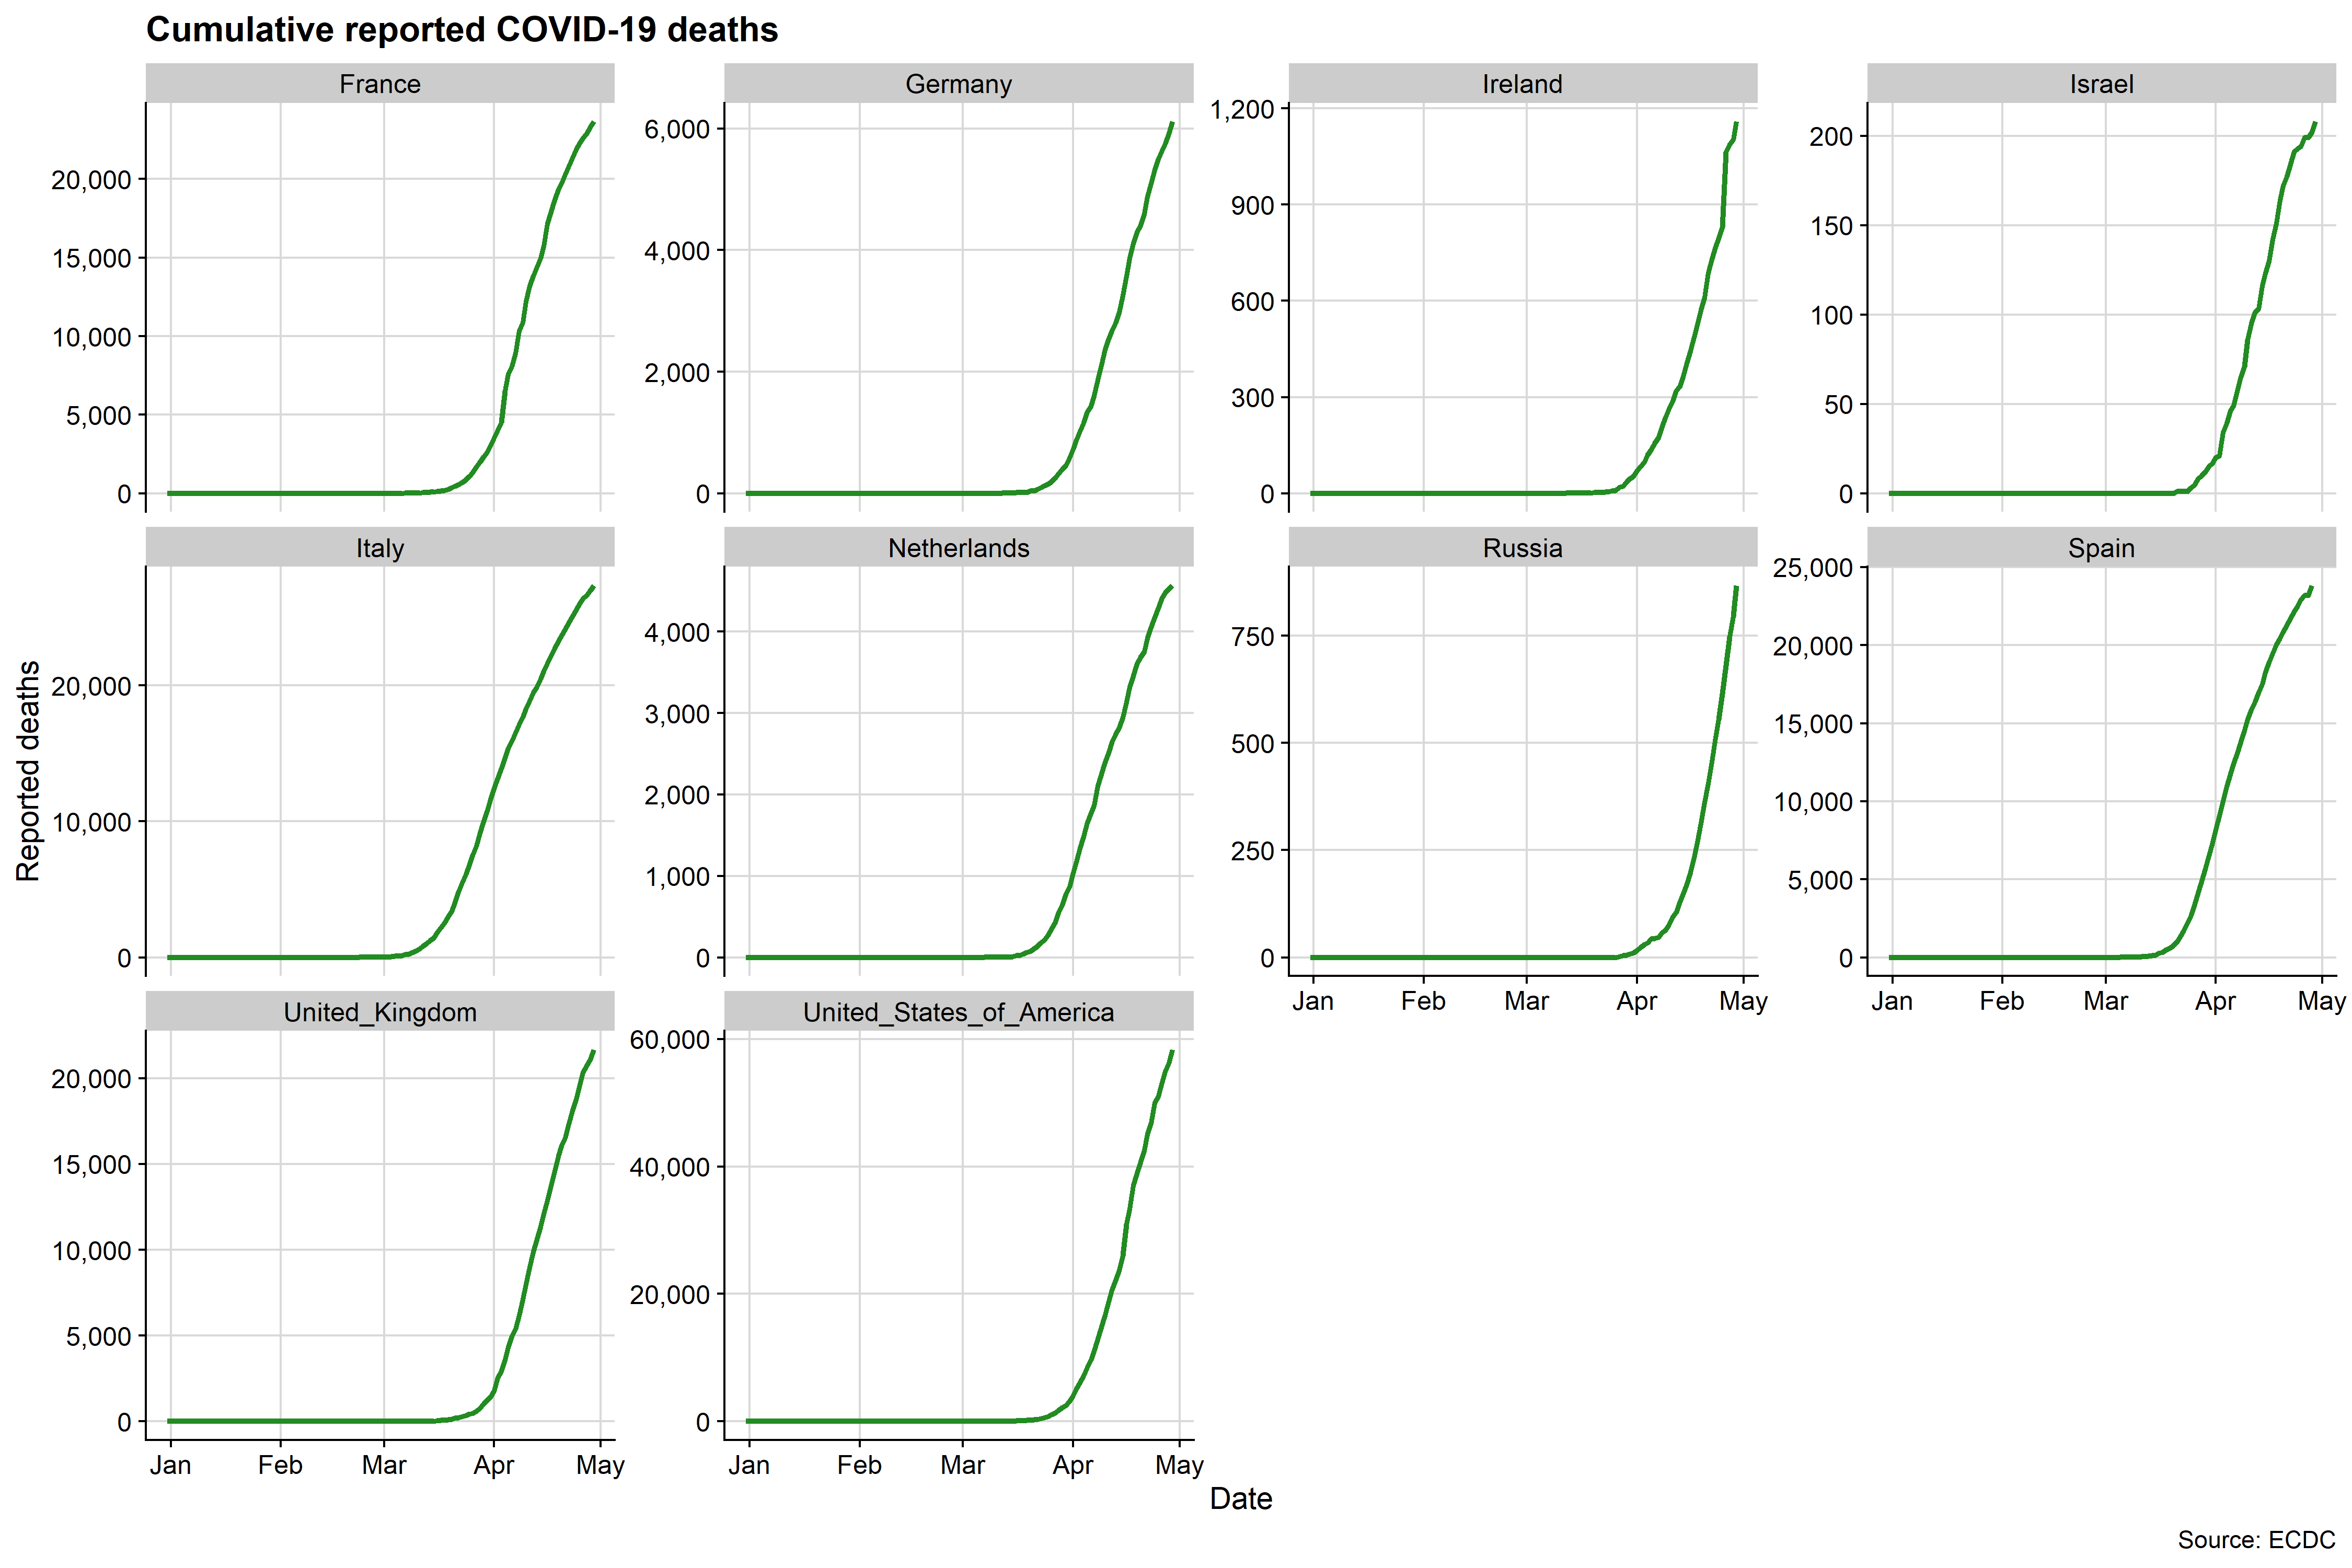 Cumulative reported COVID-19 deaths
France
Germany
Ireland
Israel
20,000
15,000
10,000
5,000
0
6,000
4,000
2,000
0
1,200
900
600
300
0
200
150
100
50
0
Italy
Netherlands
Russia
Spain
20,000
10,000
0
4,000
3,000
2,000
1,000
0
750
500
250
0
25,000
20,000
15,000
10,000
5,000
0
Jan Feb Mar Apr May
Jan Feb Mar Apr May
United_Kingdom
United_States_of_America
20,000
15,000
10,000
5,000
0
60,000
40,000
20,000
0
Jan Feb Mar Apr May
Jan Feb Mar Apr May
Reported deaths
Date
Source: ECDC